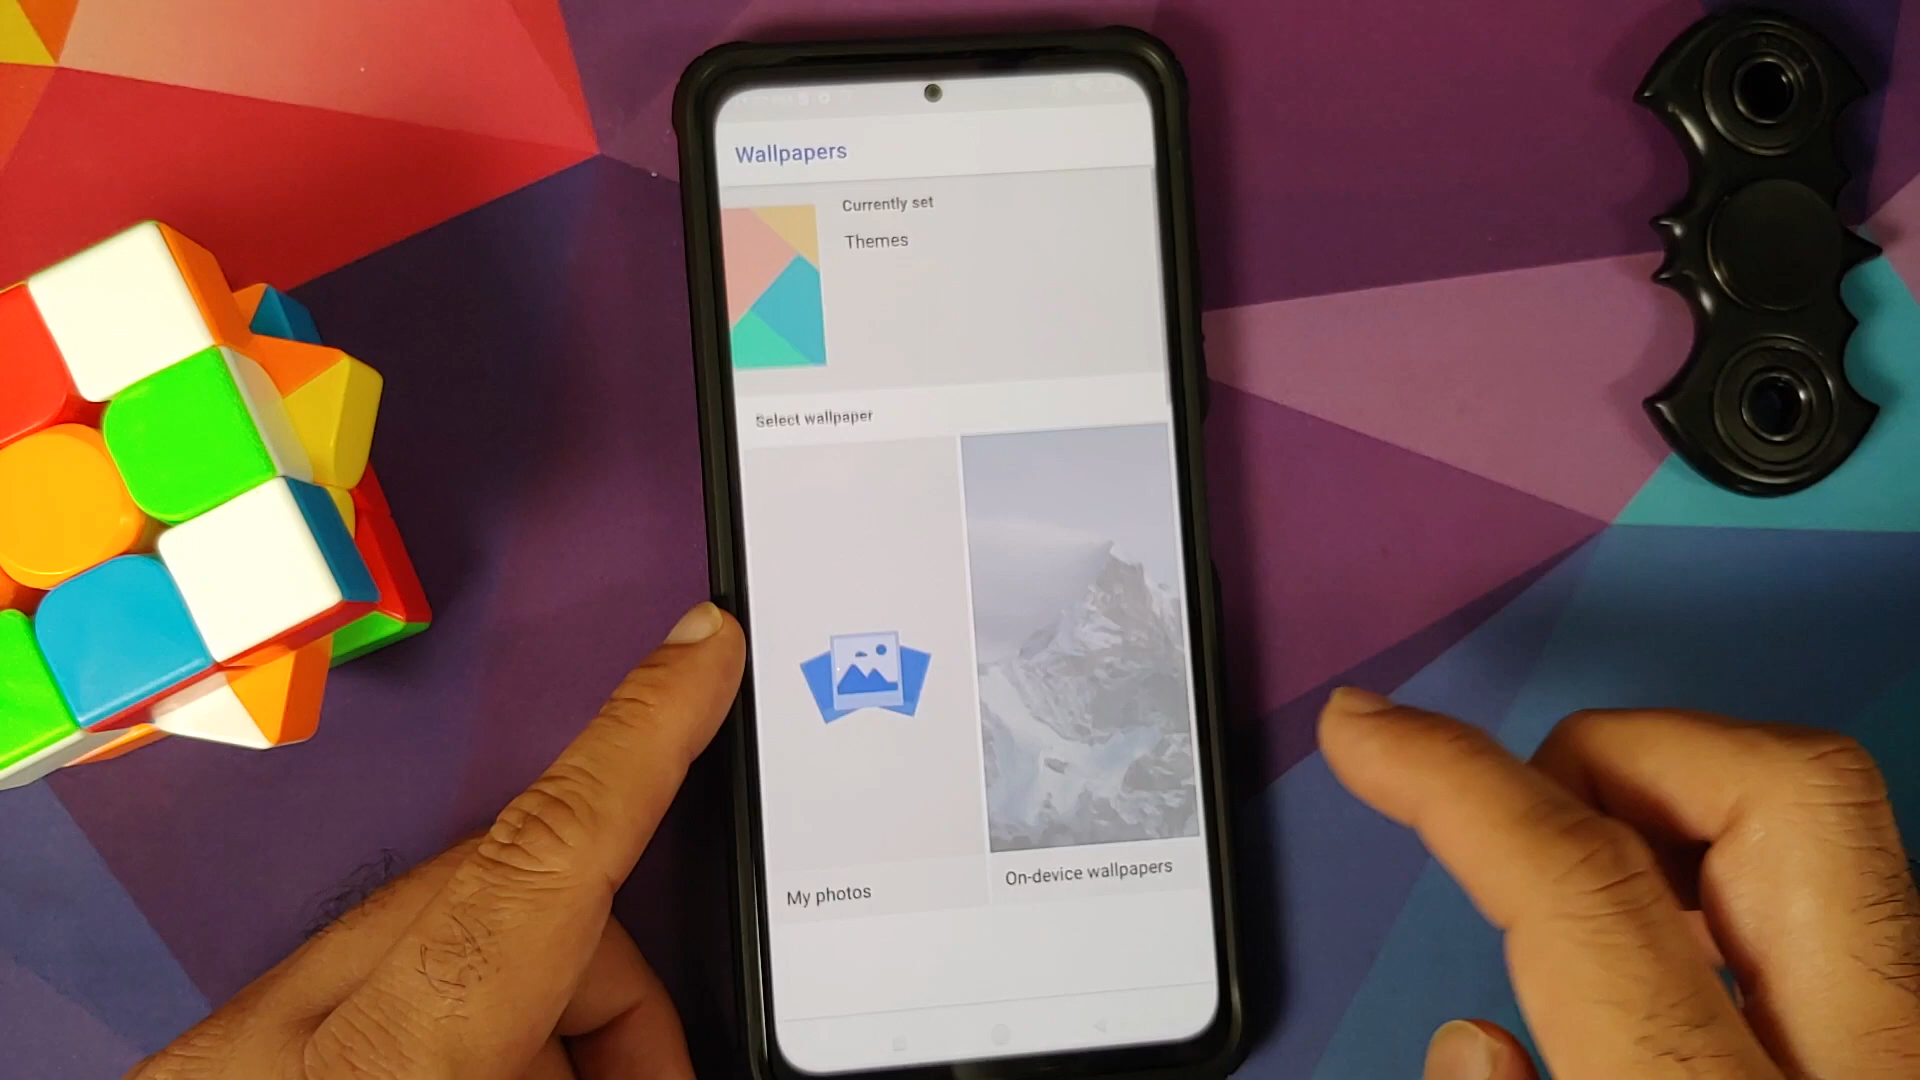 Wallpapers
Currently set
Themes
Select wallpaper
My photos
On-device wallpapers